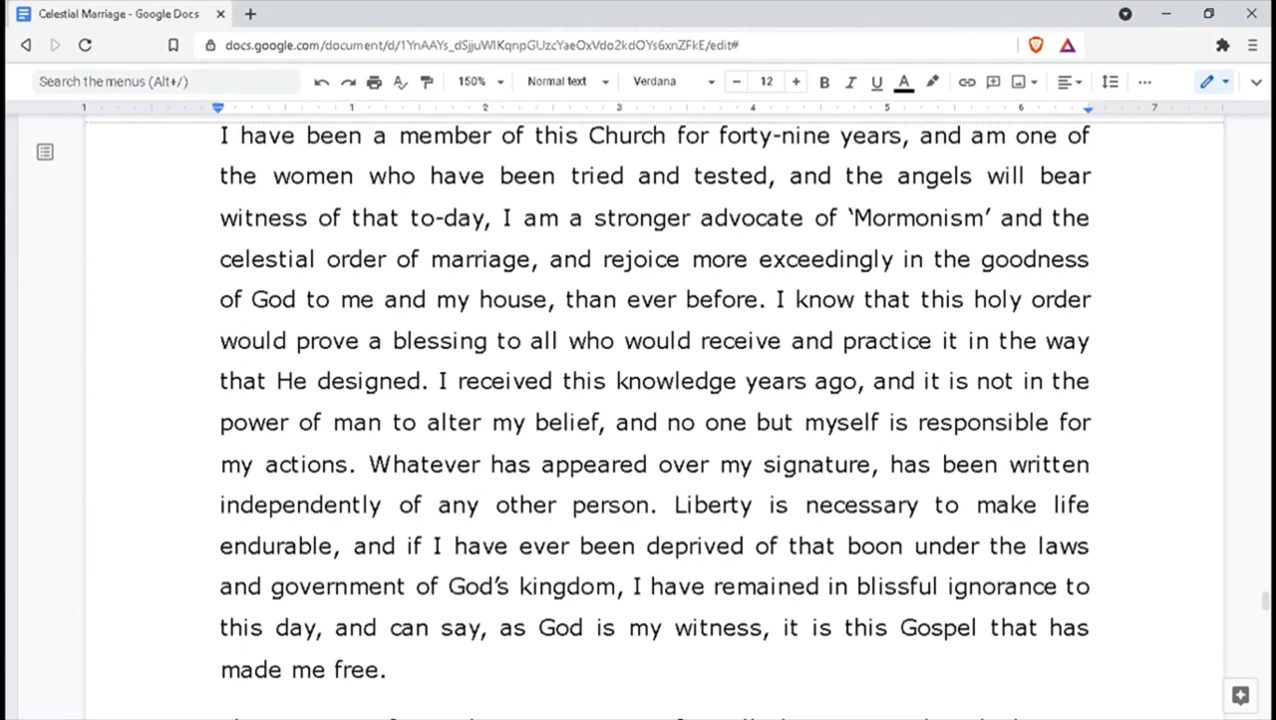 Celestial Marriage - Google Docs
docs.google.com/document/d/1YnAAYs_dSjjuWIKqnpGUzcYaeOxVdo2kdOYs6xnZFkE/edit#
Search the menus (Alt+/)
150%
Normal text
Verdana
12
1 1 2 3 4 5 6 7
I have been a member of this Church for forty-nine years, and am one of
the women who have been tried and tested, and the angels will bear
witness of that to-day, I am a stronger advocate of ‘Mormonism’ and the
celestial order of marriage, and rejoice more exceedingly in the goodness
of God to me and my house, than ever before. I know that this holy order
would prove a blessing to all who would receive and practice it in the way
that He designed. I received this knowledge years ago, and it is not in the
power of man to alter my belief, and no one but myself is responsible for
my actions. Whatever has appeared over my signature, has been written
independently of any other person. Liberty is necessary to make life
endurable, and if I have ever been deprived of that boon under the laws
and government of God’s kingdom, I have remained in blissful ignorance to
this day, and can say, as God is my witness, it is this Gospel that has
made me free.